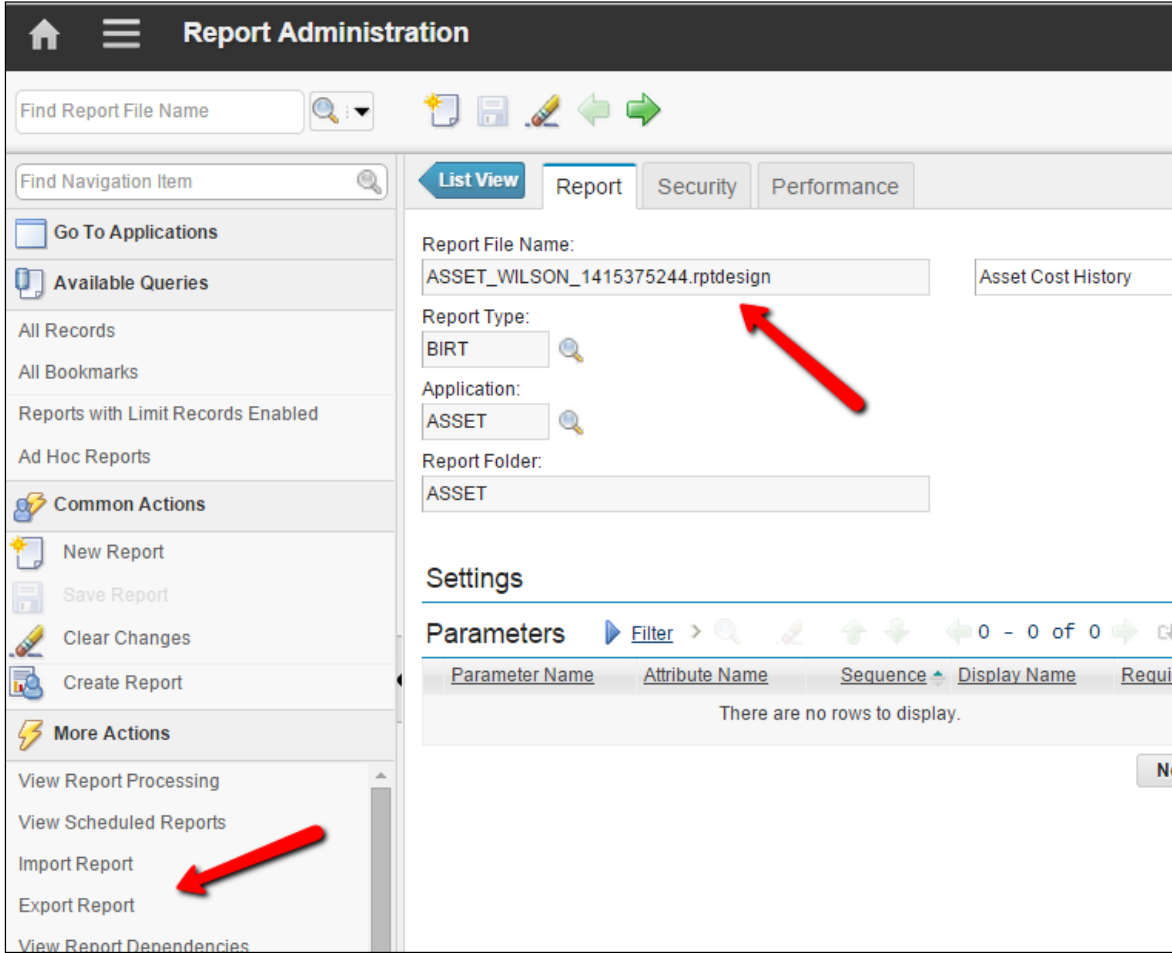 Report Administration
Find Report File Name
Find Navigation Item
Go To Applications
Available Queries
All Records
All Bookmarks
Reports with Limit Records Enabled
Ad Hoc Reports
Common Actions
New Report
Save Report
Clear Changes
Create Report
More Actions
View Report Processing
View Scheduled Reports
Import Report
Export Report
View Report Dependencies
List View Report Security Performance
Report File Name:
ASSET_WILSON_1415375244.rptdesign Asset Cost History
Report Type:
BIRT
Application:
ASSET
Report Folder:
ASSET
Settings
Parameters Filter 0 - 0 of 0
Parameter Name Attribute Name Sequence Display Name
There are no rows to display.